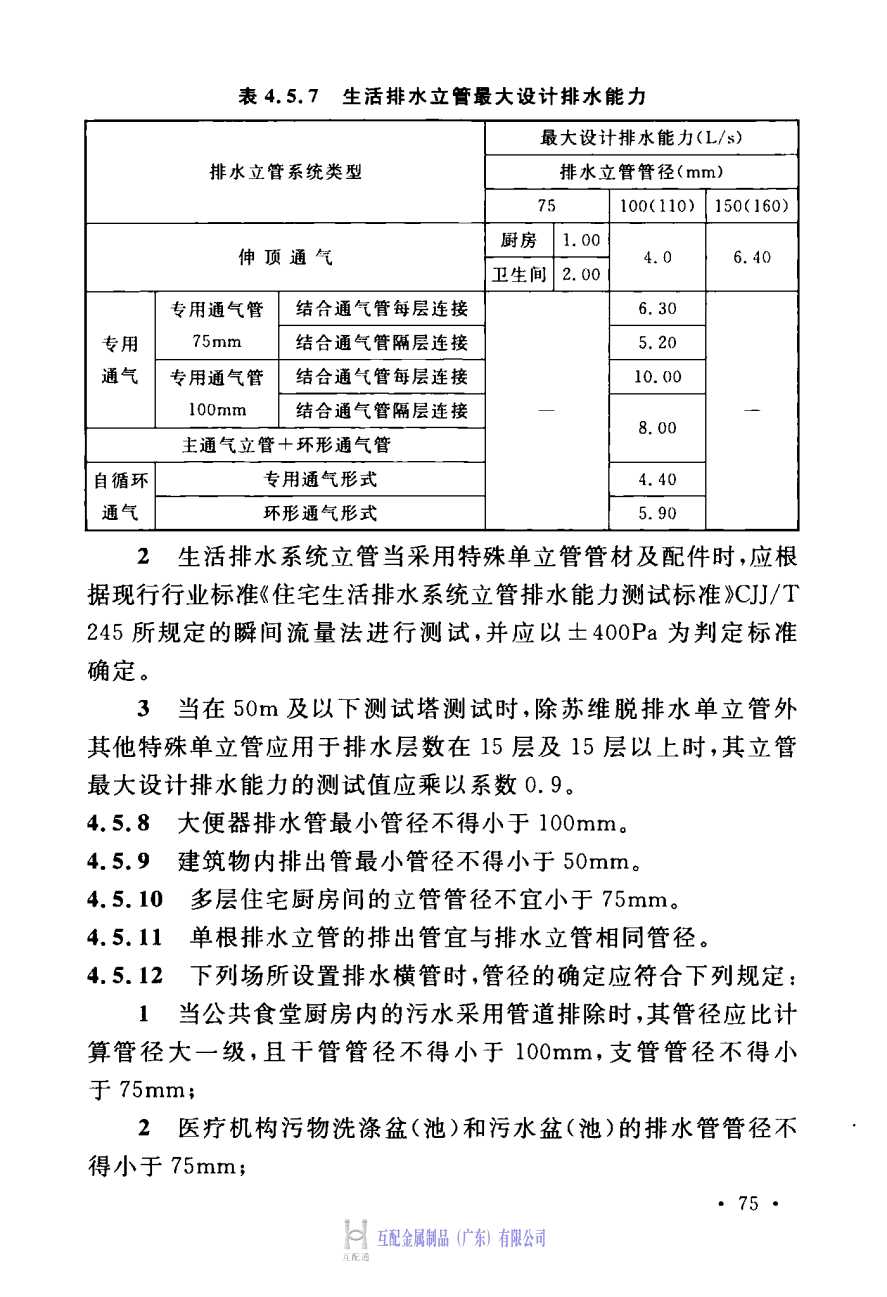 表 4.5.7 生活排水立管最大设计排水能力
排水立管系统类型
最大设计排水能力(L/s)
排水立管管径(mm)
75 100(110) 150(160)
伸顶通气
厨房 1.00
卫生间 2.00
4.0 6.40
专用通气
专用通气管 75mm
结合通气管每层连接 6.30
结合通气管隔层连接 5.20
专用通气管 100mm
结合通气管每层连接 10.00
结合通气管隔层连接
— 8.00 —
主通气立管+环形通气管
自循环通气
专用通气形式 4.40
环形通气形式 5.90
2 生活排水系统立管当采用特殊单立管管材及配件时,应根
据现行行业标准《住宅生活排水系统立管排水能力测试标准》CJJ/T
245 所规定的瞬间流量法进行测试,并应以±400Pa 为判定标准
确定。
3 当在 50m 及以下测试塔测试时,除苏维脱排水单立管外
其他特殊单立管应用于排水层数在 15 层及 15 层以上时,其立管
最大设计排水能力的测试值应乘以系数 0.9。
4.5.8 大便器排水管最小管径不得小于 100mm。
4.5.9 建筑物内排出管最小管径不得小于 50mm。
4.5.10 多层住宅厨房间的立管管径不宜小于 75mm。
4.5.11 单根排水立管的排出管宜与排水立管相同管径。
4.5.12 下列场所设置排水横管时,管径的确定应符合下列规定:
1 当公共食堂厨房内的污水采用管道排除时,其管径应比计
算管径大一级,且干管管径不得小于 100mm,支管管径不得小
于 75mm;
2 医疗机构污物洗涤盆(池)和污水盆(池)的排水管管径不
得小于 75mm;
• 75 •
互配通
互配金属制品(广东)有限公司